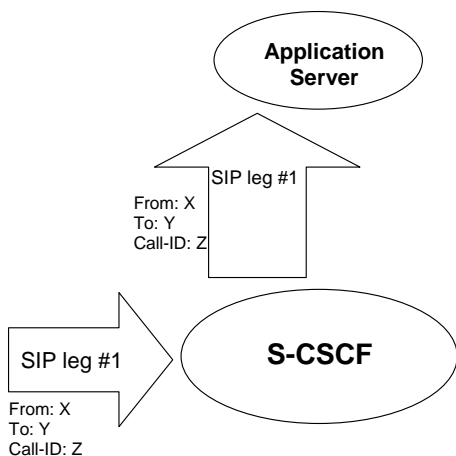 Application
Server
SIP leg #1
From: X
To: Y
Call-ID: Z
S-CSCF
SIP leg #1
From: X
To: Y
Call-ID: Z